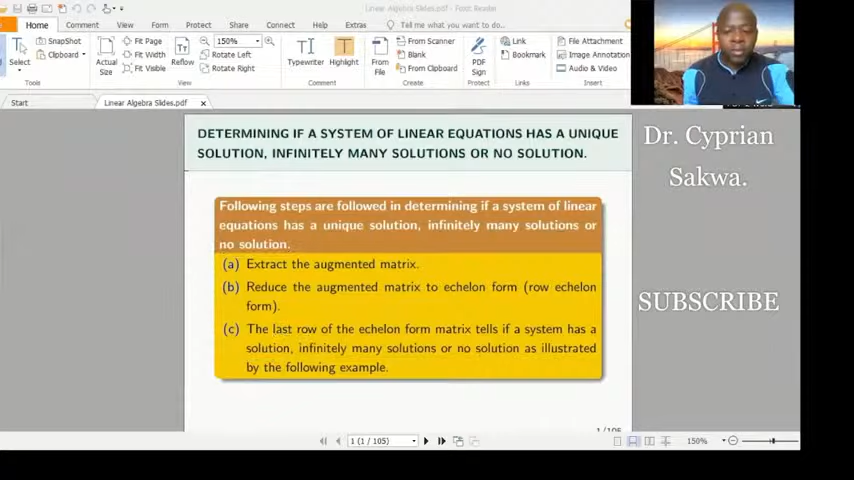 Linear Algebra Slides.pdf - Foxit Reader
Home Comment View Form Protect Share Connect Help Extras Tell me what you want to do...
SnapShot Fit Page 150% From Scanner Link File Attachment
Clipboard Fit Width Rotate Left Blank Bookmark Image Annotation
Select Actual Size Fit Visible Reflow Rotate Right Typewriter Highlight From File From Clipboard PDF Sign Audio & Video
Tools View Comment Create Protect Links Insert
Start Linear Algebra Slides.pdf
DETERMINING IF A SYSTEM OF LINEAR EQUATIONS HAS A UNIQUE
SOLUTION, INFINITELY MANY SOLUTIONS OR NO SOLUTION.
Following steps are followed in determining if a system of linear
equations has a unique solution, infinitely many solutions or
no solution.
(a) Extract the augmented matrix.
(b) Reduce the augmented matrix to echelon form (row echelon
form).
(c) The last row of the echelon form matrix tells if a system has a
solution, infinitely many solutions or no solution as illustrated
by the following example.
Dr. Cyprian
Sakwa.
SUBSCRIBE
1 (1 / 105)
150%